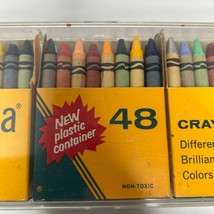 a
New
plastic
container
48
NON-TOXIC
CRAY
Differen
Brillian
Colors